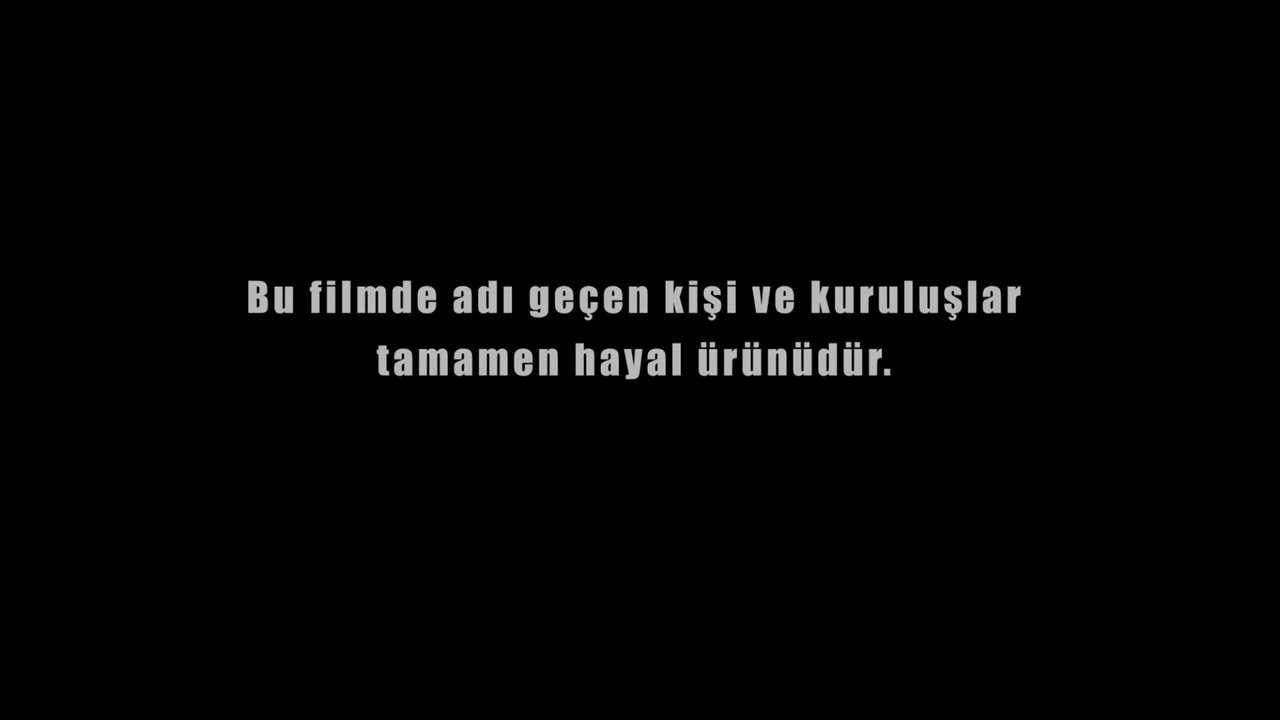 Bu filmde adı geçen kişi ve kuruluşlar
tamamen hayal ürünüdür.